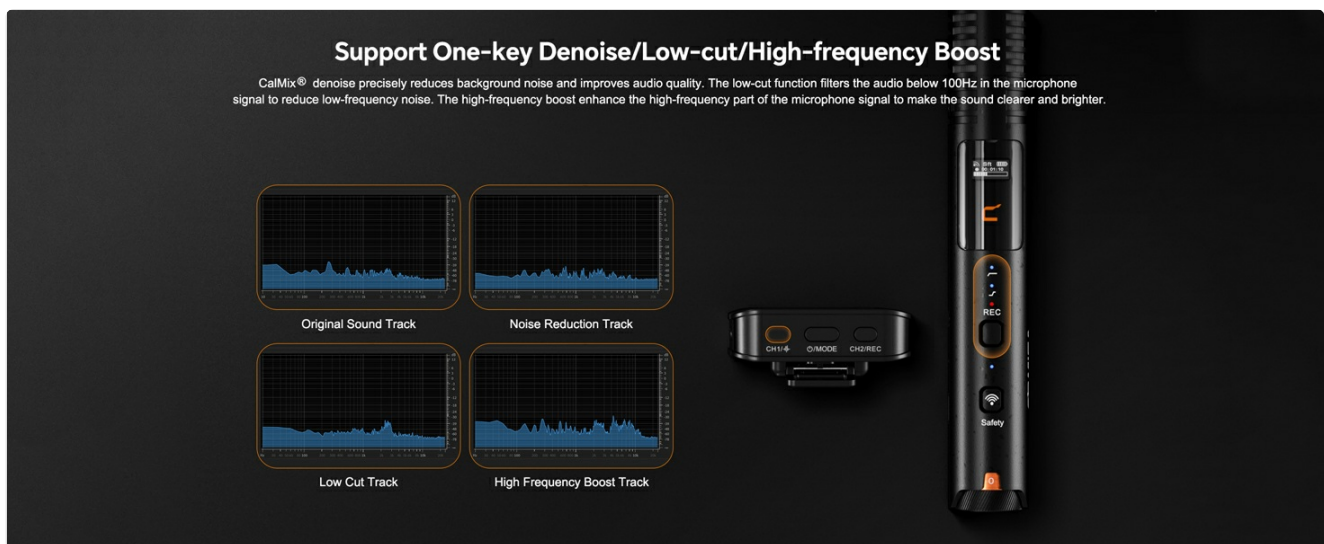 Support One-key Denoise/Low-cut/High-frequency Boost
CalMix® denoise precisely reduces background noise and improves audio quality. The low-cut function filters the audio below 100Hz in the microphone
signal to reduce low-frequency noise. The high-frequency boost enhance the high-frequency part of the microphone signal to make the sound clearer and brighter.
Original Sound Track
Noise Reduction Track
Low Cut Track
High Frequency Boost Track
CH1/
/MODE
CH2/REC
REC
Safety
0